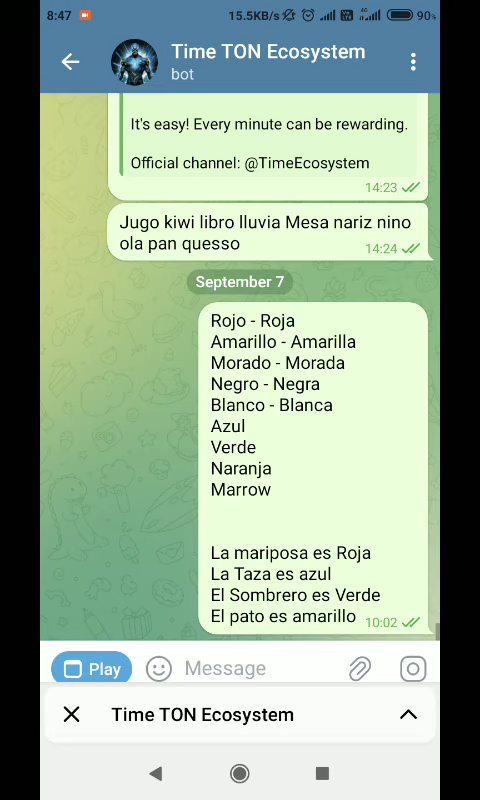 8:47
15.5KB/s
4G
90%
Time TON Ecosystem
bot
It's easy! Every minute can be rewarding.
Official channel: @TimeEcosystem
14:23
Jugo kiwi libro lluvia Mesa nariz nino
ola pan quesso
14:24
September 7
Rojo - Roja
Amarillo - Amarilla
Morado - Morada
Negro - Negra
Blanco - Blanca
Azul
Verde
Naranja
Marrow
La mariposa es Roja
La Taza es azul
El Sombrero es Verde
El pato es amarillo
10:02
Play
Message
Time TON Ecosystem